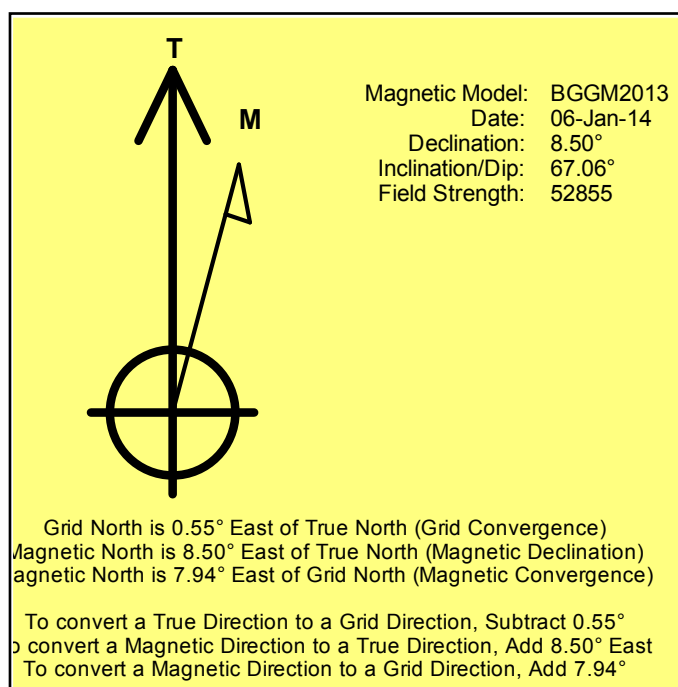 T
M
Magnetic Model: BGGM2013
Date: 06-Jan-14
Declination: 8.50°
Inclination/Dip: 67.06°
Field Strength: 52855
Grid North is 0.55° East of True North (Grid Convergence)
Magnetic North is 8.50° East of True North (Magnetic Declination)
agnetic North is 7.94° East of Grid North (Magnetic Convergence)
To convert a True Direction to a Grid Direction, Subtract 0.55°
o convert a Magnetic Direction to a True Direction, Add 8.50° East
To convert a Magnetic Direction to a Grid Direction, Add 7.94°